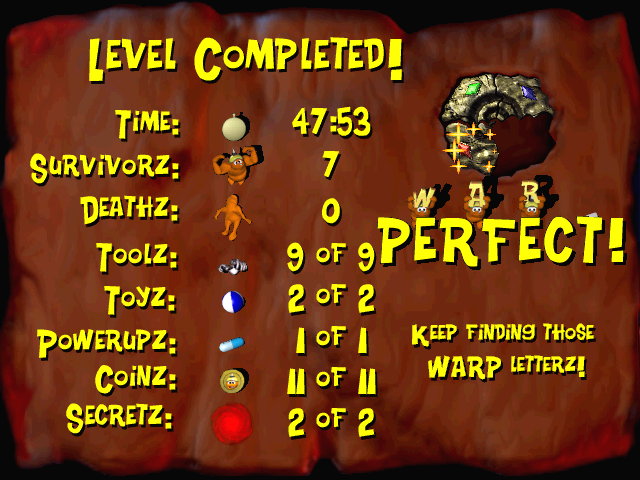 Level Completed!
Time: 47:53
Survivorz: 7
Deathz: 0
Toolz: 9 of 9
Toyz: 2 of 2
Powerupz: 1 of 1
Coinz: 11 of 11
Secretz: 2 of 2
W A R
PERFECT!
Keep finding those
WARP letterz!